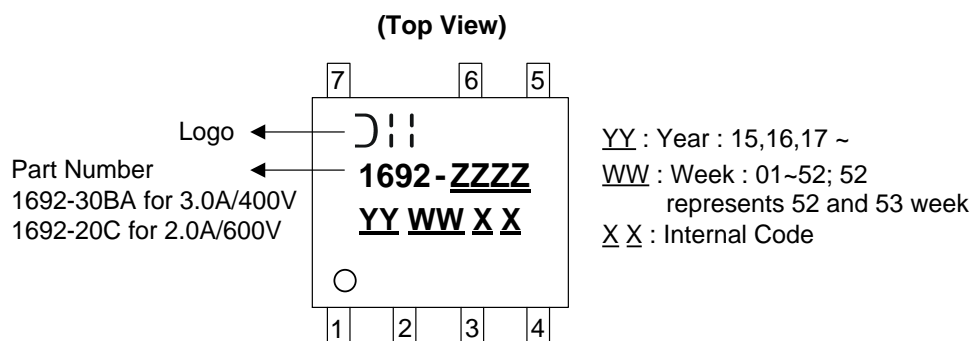 (Top View)
7 6 5
Logo
Part Number
1692-30BA for 3.0A/400V
1692-20C for 2.0A/600V
1692-ZZZZ
YY WW X X
YY : Year : 15,16,17 ~
WW : Week : 01~52; 52
represents 52 and 53 week
X X : Internal Code
1 2 3 4